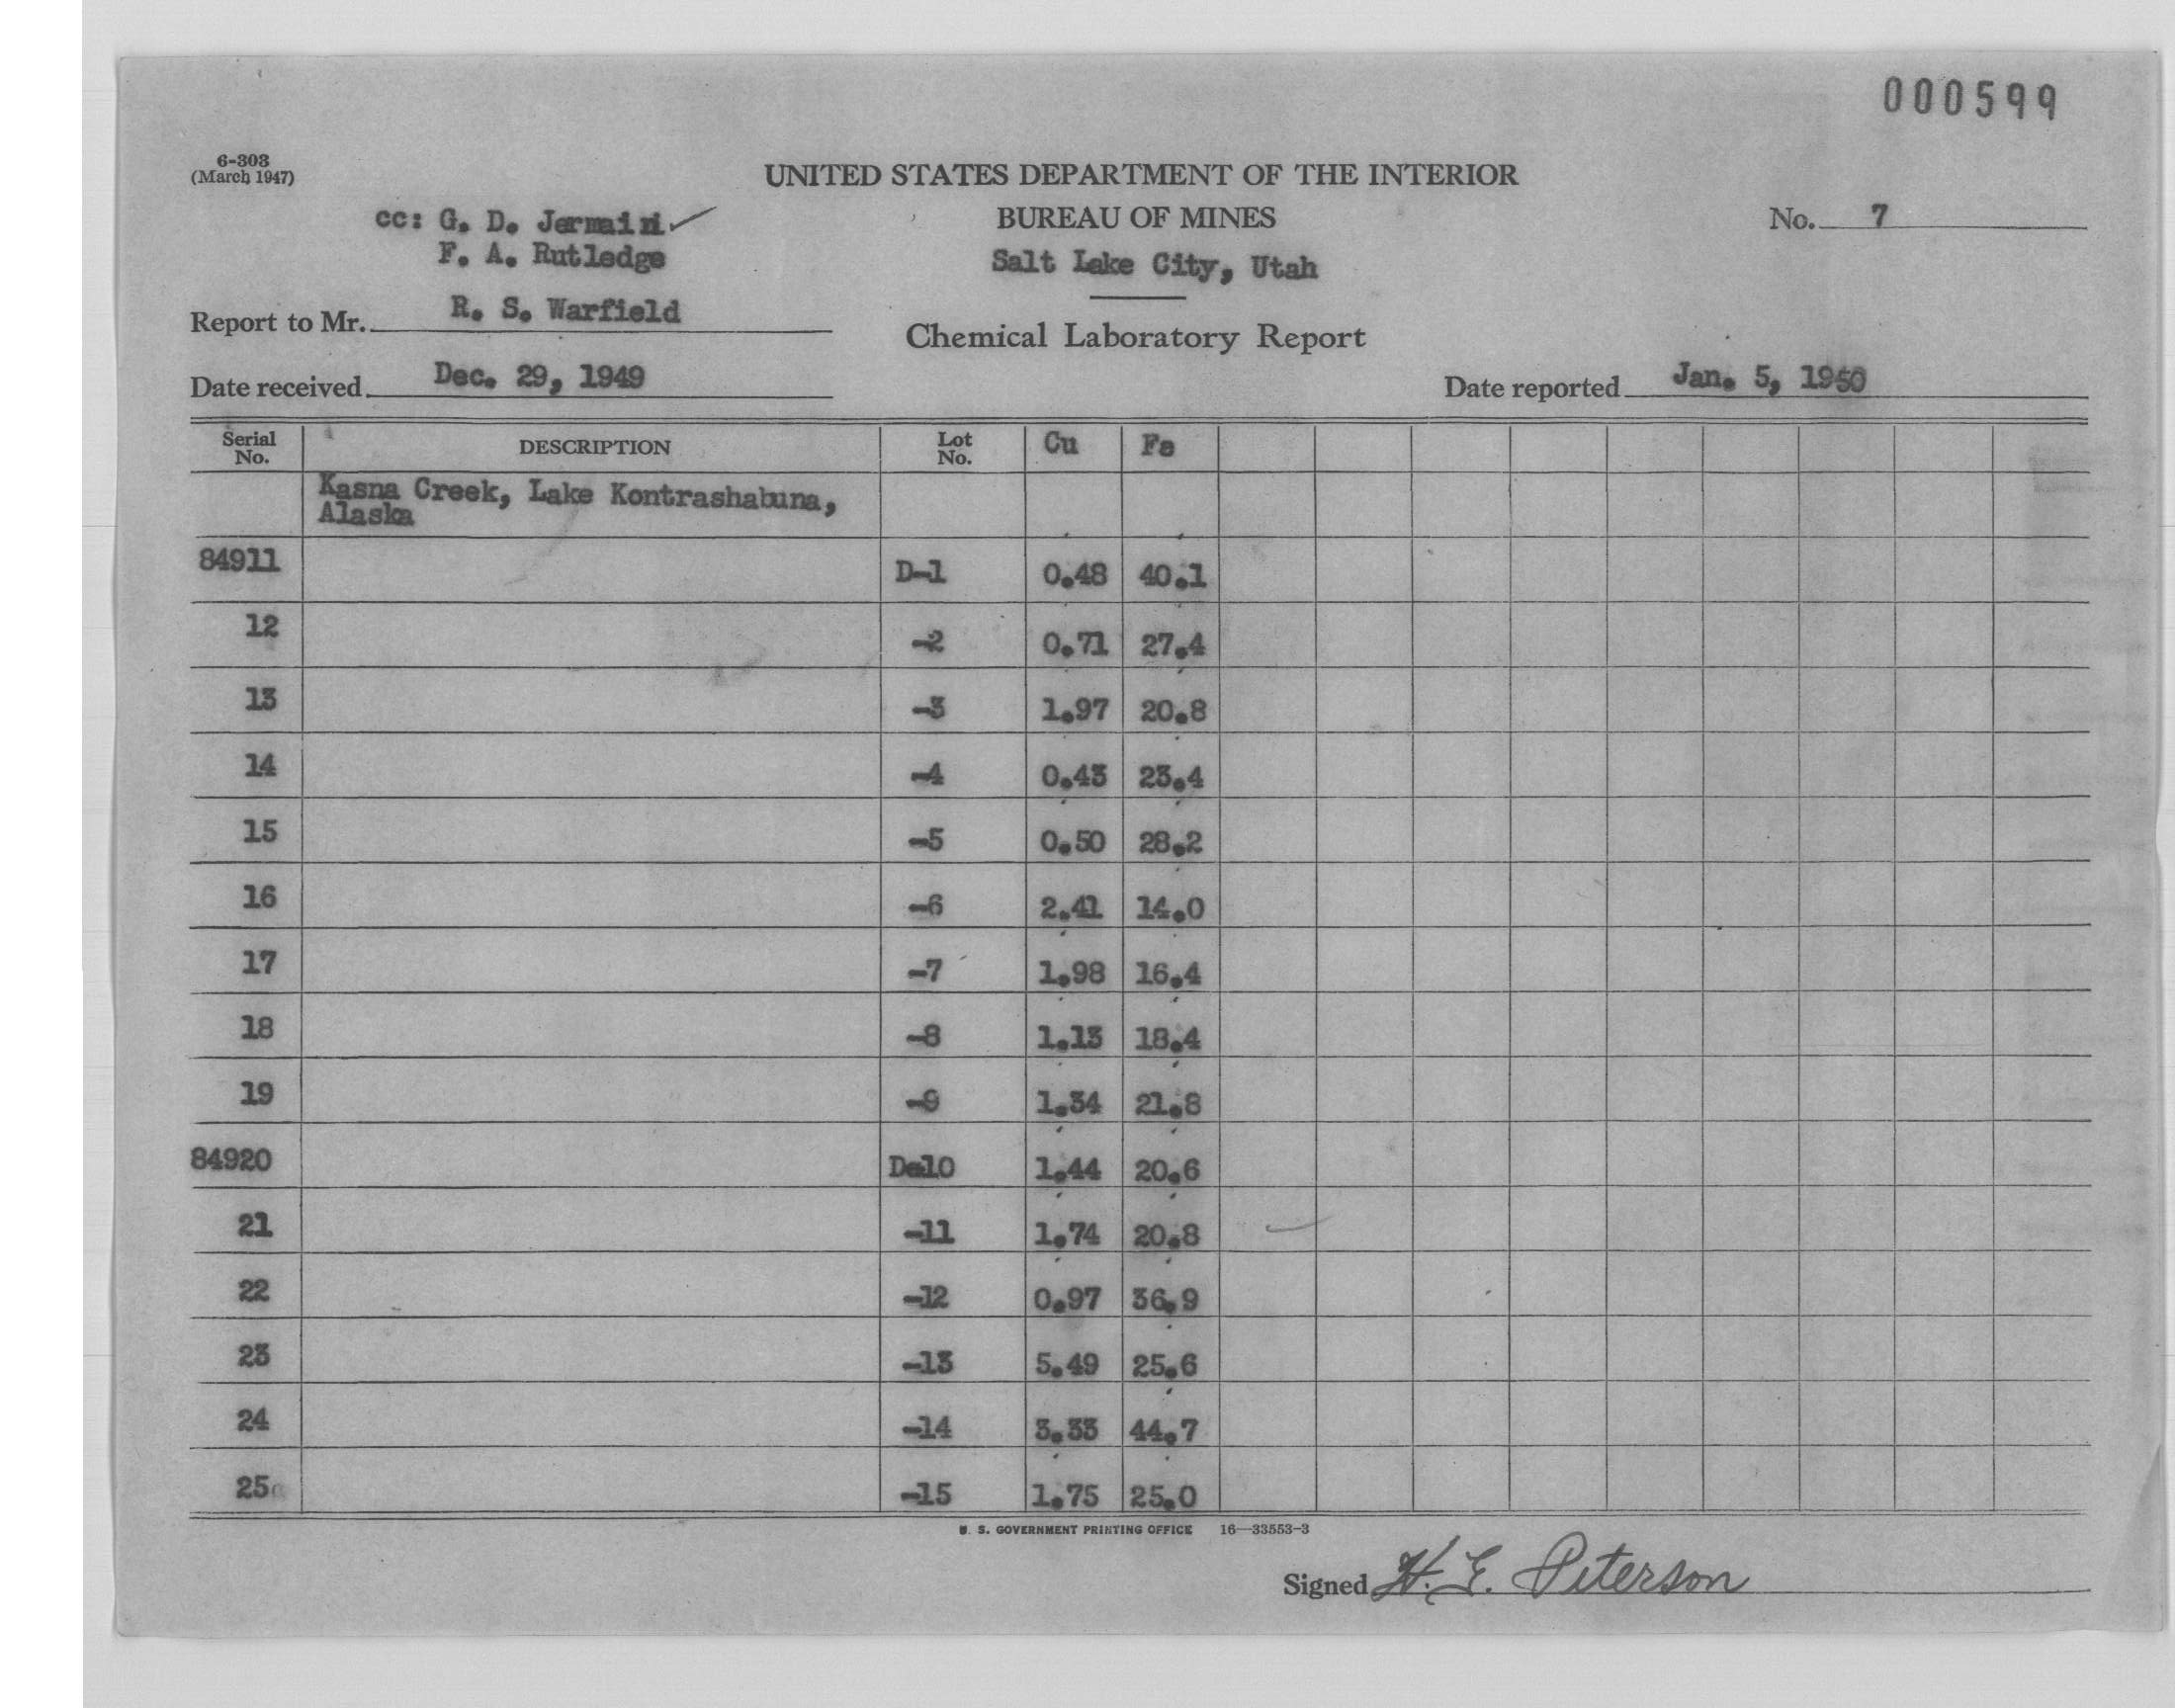 000599
6-303
(March 1947)
UNITED STATES DEPARTMENT OF THE INTERIOR
cc: G. D. Jermain
BUREAU OF MINES
No. 7
F. A. Rutledge
Salt Lake City, Utah
Report to Mr. R. S. Warfield
Chemical Laboratory Report
Date received Dec. 29, 1949
Date reported Jan. 5, 1950
Serial No. DESCRIPTION Lot No. Cu Fe
Kasna Creek, Lake Kontrashabuna,
Alaska
84911 D-1 0.48 40.1
12 -2 0.71 27.4
13 -3 1.97 20.8
14 -4 0.43 23.4
15 -5 0.50 28.2
16 -6 2.41 14.0
17 -7 1.98 16.4
18 -8 1.13 18.4
19 -9 1.34 21.8
84920 D-10 1.44 20.6
21 -11 1.74 20.8
22 -12 0.97 36.9
23 -13 5.49 25.6
24 -14 3.33 44.7
25 -15 1.75 25.0
U. S. GOVERNMENT PRINTING OFFICE 16—33553-3
Signed H. E. Peterson